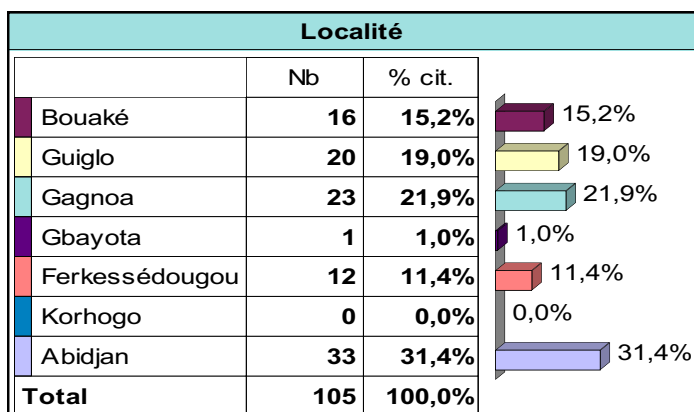 Localité
Nb % cit.
Bouaké 16 15,2% 15,2%
Guiglo 20 19,0% 19,0%
Gagnoa 23 21,9% 21,9%
Gbayota 1 1,0% 1,0%
Ferkessédougou 12 11,4% 11,4%
Korhogo 0 0,0% 0,0%
Abidjan 33 31,4% 31,4%
Total 105 100,0%